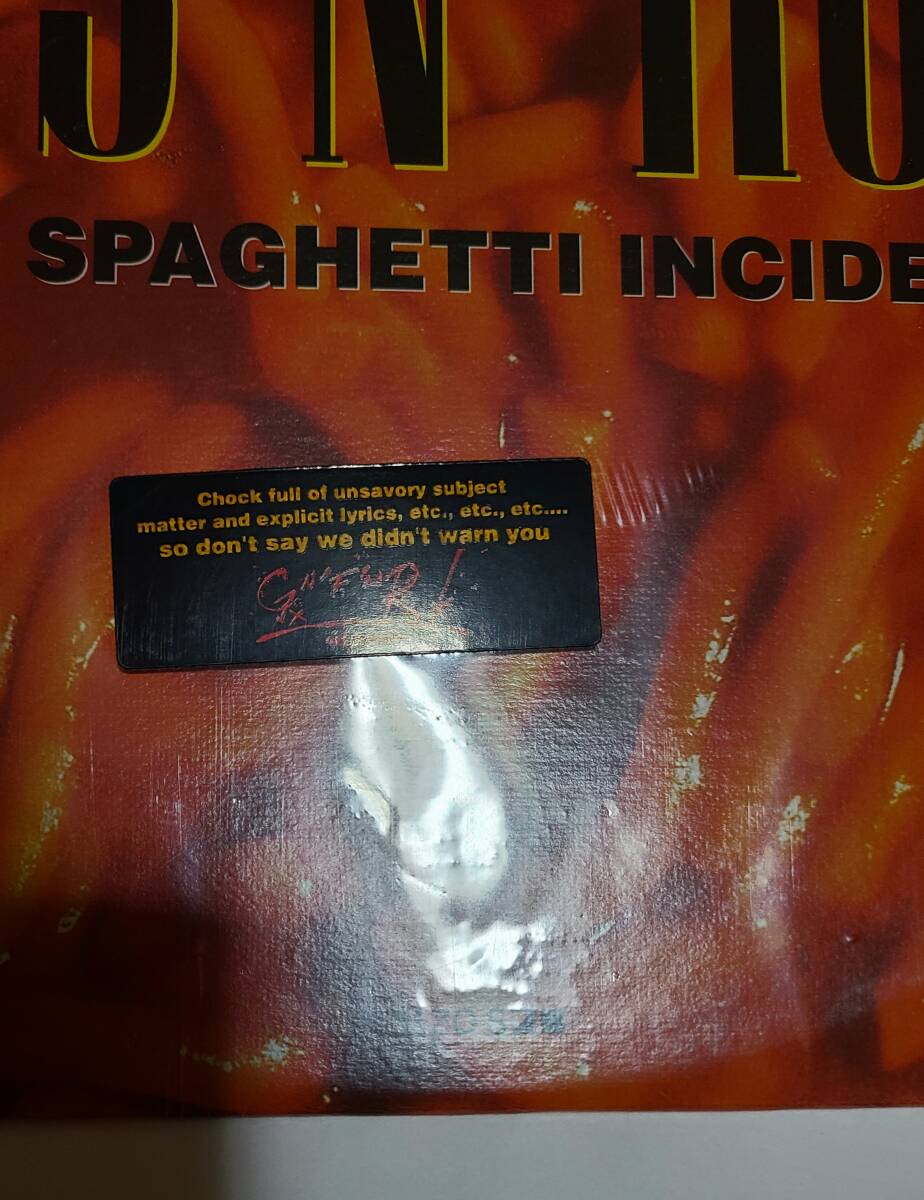 S N RO
SPAGHETTI INCIDE
Chock full of unsavory subject
matter and explicit lyrics, etc., etc., etc....
so don't say we didn't warn you